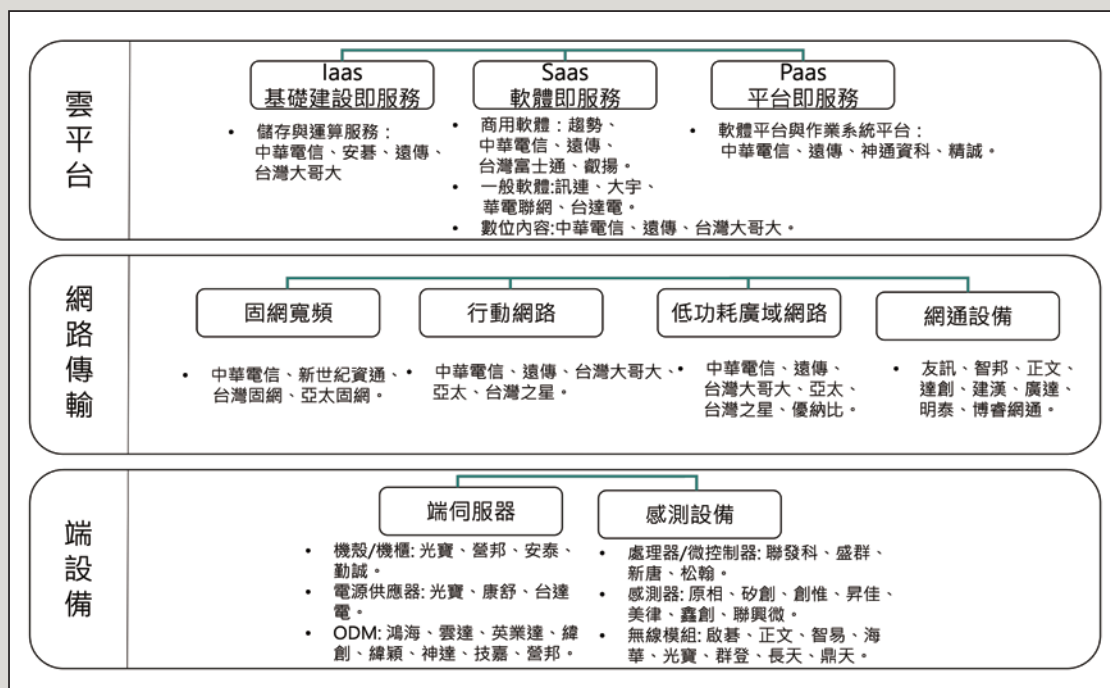 雲平台
Iaas
基礎建設即服務
• 儲存與運算服務：
中華電信、安碁、遠傳、
台灣大哥大
Saas
軟體即服務
• 商用軟體：趨勢、
中華電信、遠傳、
台灣富士通、叡揚。
• 一般軟體:訊連、大宇、
華電聯網、台達電。
• 數位內容:中華電信、遠傳、台灣大哥大。
Paas
平台即服務
• 軟體平台與作業系統平台：
中華電信、遠傳、神通資科、精誠。
網路傳輸
固網寬頻
• 中華電信、新世紀資通、
台灣固網、亞太固網。
行動網路
• 中華電信、遠傳、台灣大哥大、
亞太、台灣之星。
低功耗廣域網路
• 中華電信、遠傳、
台灣大哥大、亞太、
台灣之星、優納比。
網通設備
• 友訊、智邦、正文、
達創、建漢、廣達、
明泰、博睿網通。
端設備
端伺服器
• 機殼/機櫃: 光寶、營邦、安泰、
勤誠。
• 電源供應器: 光寶、康舒、台達
電。
• ODM: 鴻海、雲達、英業達、緯
創、緯穎、神達、技嘉、營邦。
感測設備
• 處理器/微控制器: 聯發科、盛群、
新唐、松翰。
• 感測器: 原相、矽創、創惟、昇佳、
美律、鑫創、聯興微。
• 無線模組: 啟碁、正文、智易、海
華、光寶、群登、長天、鼎天。